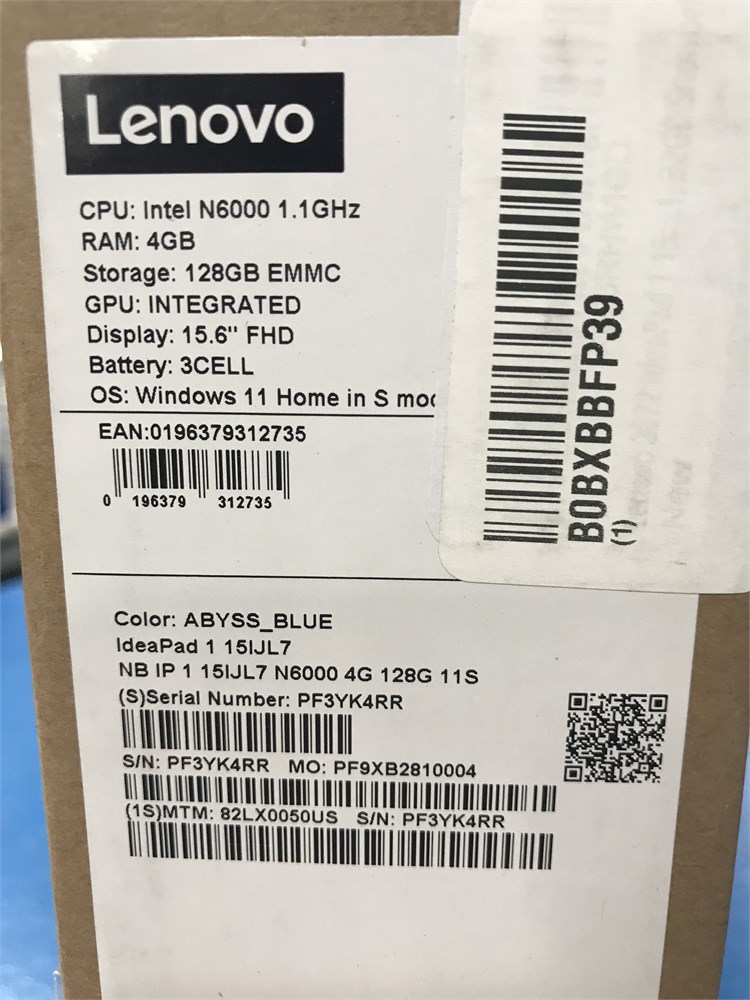 Lenovo
CPU: Intel N6000 1.1GHz
RAM: 4GB
Storage: 128GB EMMC
GPU: INTEGRATED
Display: 15.6" FHD
Battery: 3CELL
OS: Windows 11 Home in S
EAN:0196379312735
0 196379 312735
B0BXBBFP39
(1)
Color: ABYSS_BLUE
IdeaPad 1 15IJL7
NB IP 1 15IJL7 N6000 4G 128G 11S
(S)Serial Number: PF3YK4RR
S/N: PF3YK4RR MO: PF9XB2810004
(1S)MTM: 82LX0050US S/N: PF3YK4RR